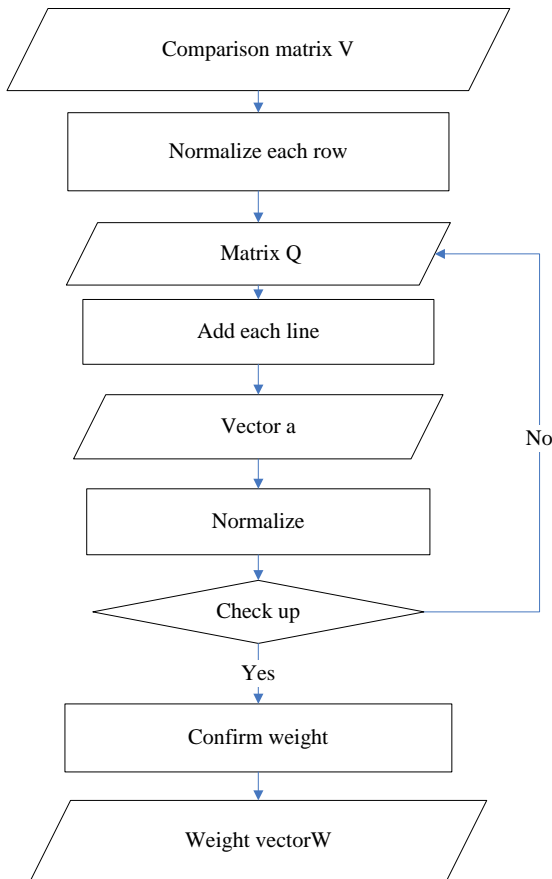 Comparison matrix V
Normalize each row
Matrix Q
Add each line
Vector a
No
Normalize
Check up
Yes
Confirm weight
Weight vectorW